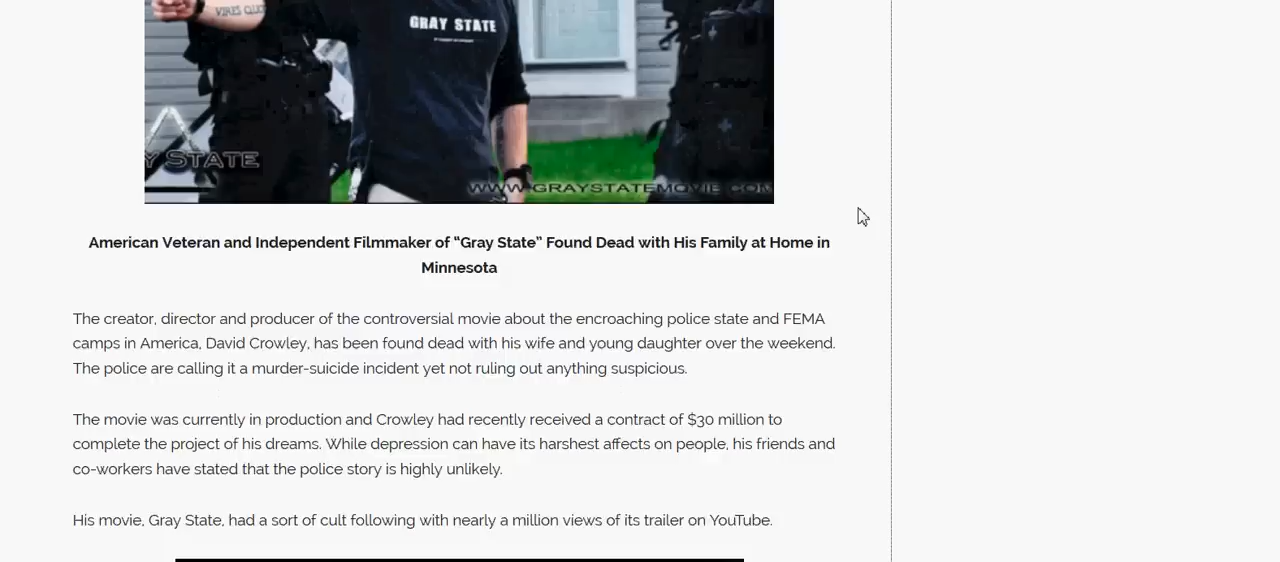 VIRES
GRAY STATE
Y STATE
WWW.GRAYSTATEMOVIE.COM
American Veteran and Independent Filmmaker of “Gray State” Found Dead with His Family at Home in
Minnesota
The creator, director and producer of the controversial movie about the encroaching police state and FEMA
camps in America, David Crowley, has been found dead with his wife and young daughter over the weekend.
The police are calling it a murder-suicide incident yet not ruling out anything suspicious.
The movie was currently in production and Crowley had recently received a contract of $30 million to
complete the project of his dreams. While depression can have its harshest affects on people, his friends and
co-workers have stated that the police story is highly unlikely.
His movie, Gray State, had a sort of cult following with nearly a million views of its trailer on YouTube.